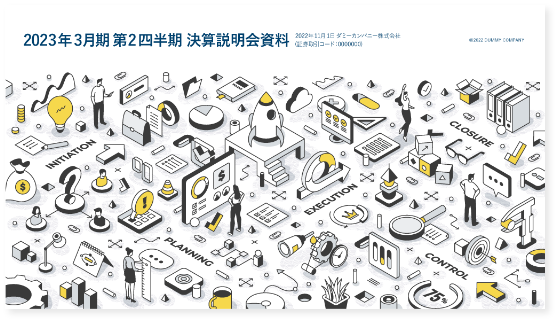 2023年3月期 第2四半期 決算説明会資料
2022年11月1日 ダミーカンパニー株式会社
(証券取引コード:0000000)
©2022 DUMMY COMPANY
INITIATION
CLOSURE
EXECUTION
PLANNING
CONTROL
75%